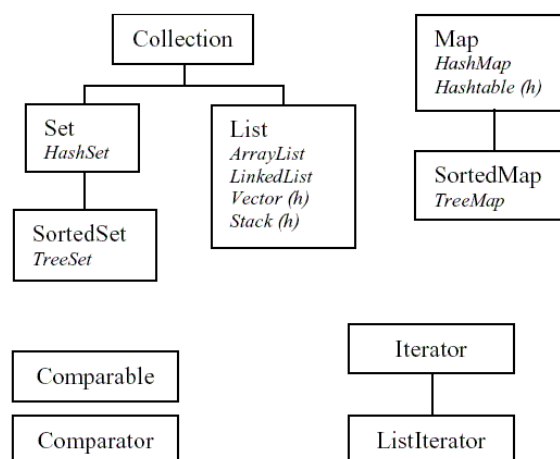 Collection
Set
HashSet
SortedSet
TreeSet
List
ArrayList
LinkedList
Vector (h)
Stack (h)
Map
HashMap
Hashtable (h)
SortedMap
TreeMap
Comparable
Comparator
Iterator
ListIterator